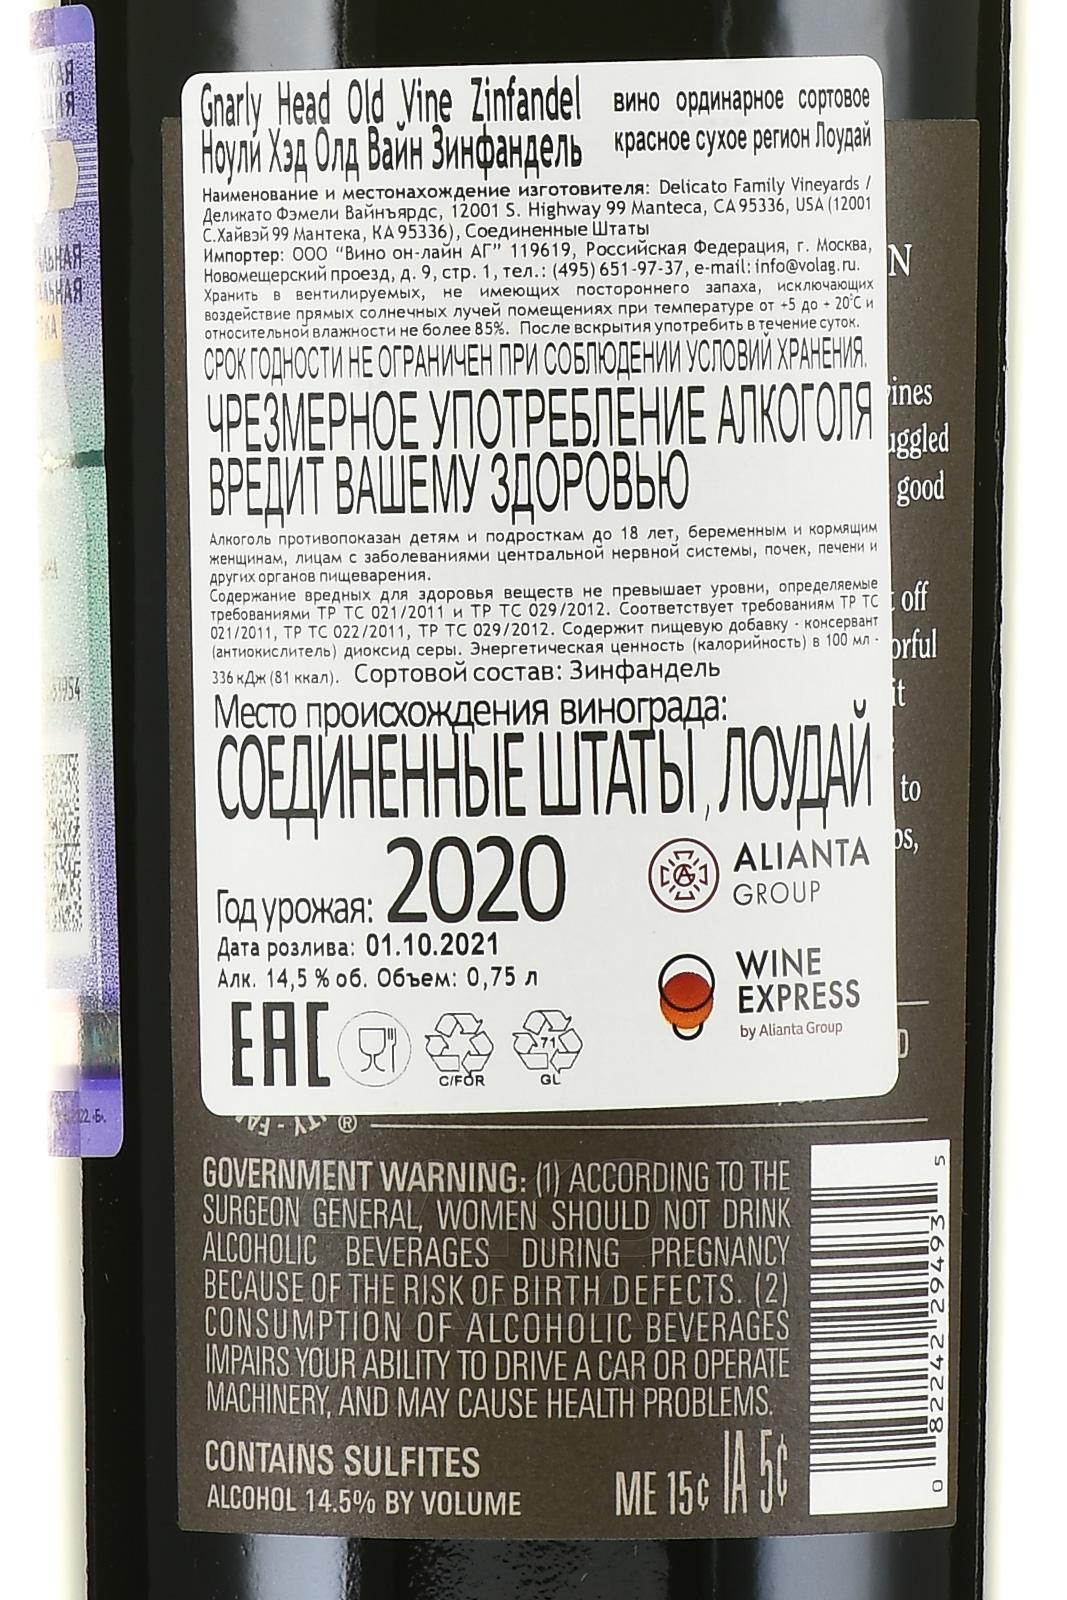 Gnarly Head Old Vine Zinfandel
Ноули Хэд Олд Вайн Зинфандель
вино ординарное сортовое
красное сухое регион Лоудай
Наименование и местонахождение изготовителя: Delicato Family Vineyards /
Деликато Фэмели Вайнъярдс, 12001 S. Highway 99 Manteca, CA 95336, USA (12001
С.Хайвэй 99 Мантека, КА 95336), Соединенные Штаты
Импортер: ООО "Вино он-лайн АГ" 119619, Российская Федерация, г. Москва,
Новомещерский проезд, д. 9, стр. 1, тел.: (495) 651-97-37, e-mail: info@volag.ru.
Хранить в вентилируемых, не имеющих постороннего запаха, исключающих
воздействие прямых солнечных лучей помещениях при температуре от +5 до + 20°С и
относительной влажности не более 85%. После вскрытия употребить в течение суток.
СРОК ГОДНОСТИ НЕ ОГРАНИЧЕН ПРИ СОБЛЮДЕНИИ УСЛОВИЙ ХРАНЕНИЯ.
ЧРЕЗМЕРНОЕ УПОТРЕБЛЕНИЕ АЛКОГОЛЯ
ВРЕДИТ ВАШЕМУ ЗДОРОВЬЮ
Алкоголь противопоказан детям и подросткам до 18 лет, беременным и кормящим
женщинам, лицам с заболеваниями центральной нервной системы, почек, печени и
других органов пищеварения.
Содержание вредных для здоровья веществ не превышает уровни, определяемые
требованиями ТР ТС 021/2011 и ТР ТС 029/2012. Соответствует требованиям ТР ТС
021/2011, ТР ТС 022/2011, ТР ТС 029/2012. Содержит пищевую добавку - консервант
(антиокислитель) диоксид серы. Энергетическая ценность (калорийность) в 100 мл -
336 кДж (81 ккал). Сортовой состав: Зинфандель
Место происхождения винограда:
СОЕДИНЕННЫЕ ШТАТЫ, ЛОУДАЙ
Год урожая: 2020
Дата розлива: 01.10.2021
Алк. 14,5 % об. Объем: 0,75 л
ALIANTA
GROUP
WINE
EXPRESS
by Alianta Group
EAC
C/FOR
71
GL
good
off
to
GOVERNMENT WARNING: (1) ACCORDING TO THE
SURGEON GENERAL, WOMEN SHOULD NOT DRINK
ALCOHOLIC BEVERAGES DURING PREGNANCY
BECAUSE OF THE RISK OF BIRTH DEFECTS. (2)
CONSUMPTION OF ALCOHOLIC BEVERAGES
IMPAIRS YOUR ABILITY TO DRIVE A CAR OR OPERATE
MACHINERY, AND MAY CAUSE HEALTH PROBLEMS.
CONTAINS SULFITES
ALCOHOL 14.5% BY VOLUME
ME 15¢ IA 5¢
0 82242 29493 5